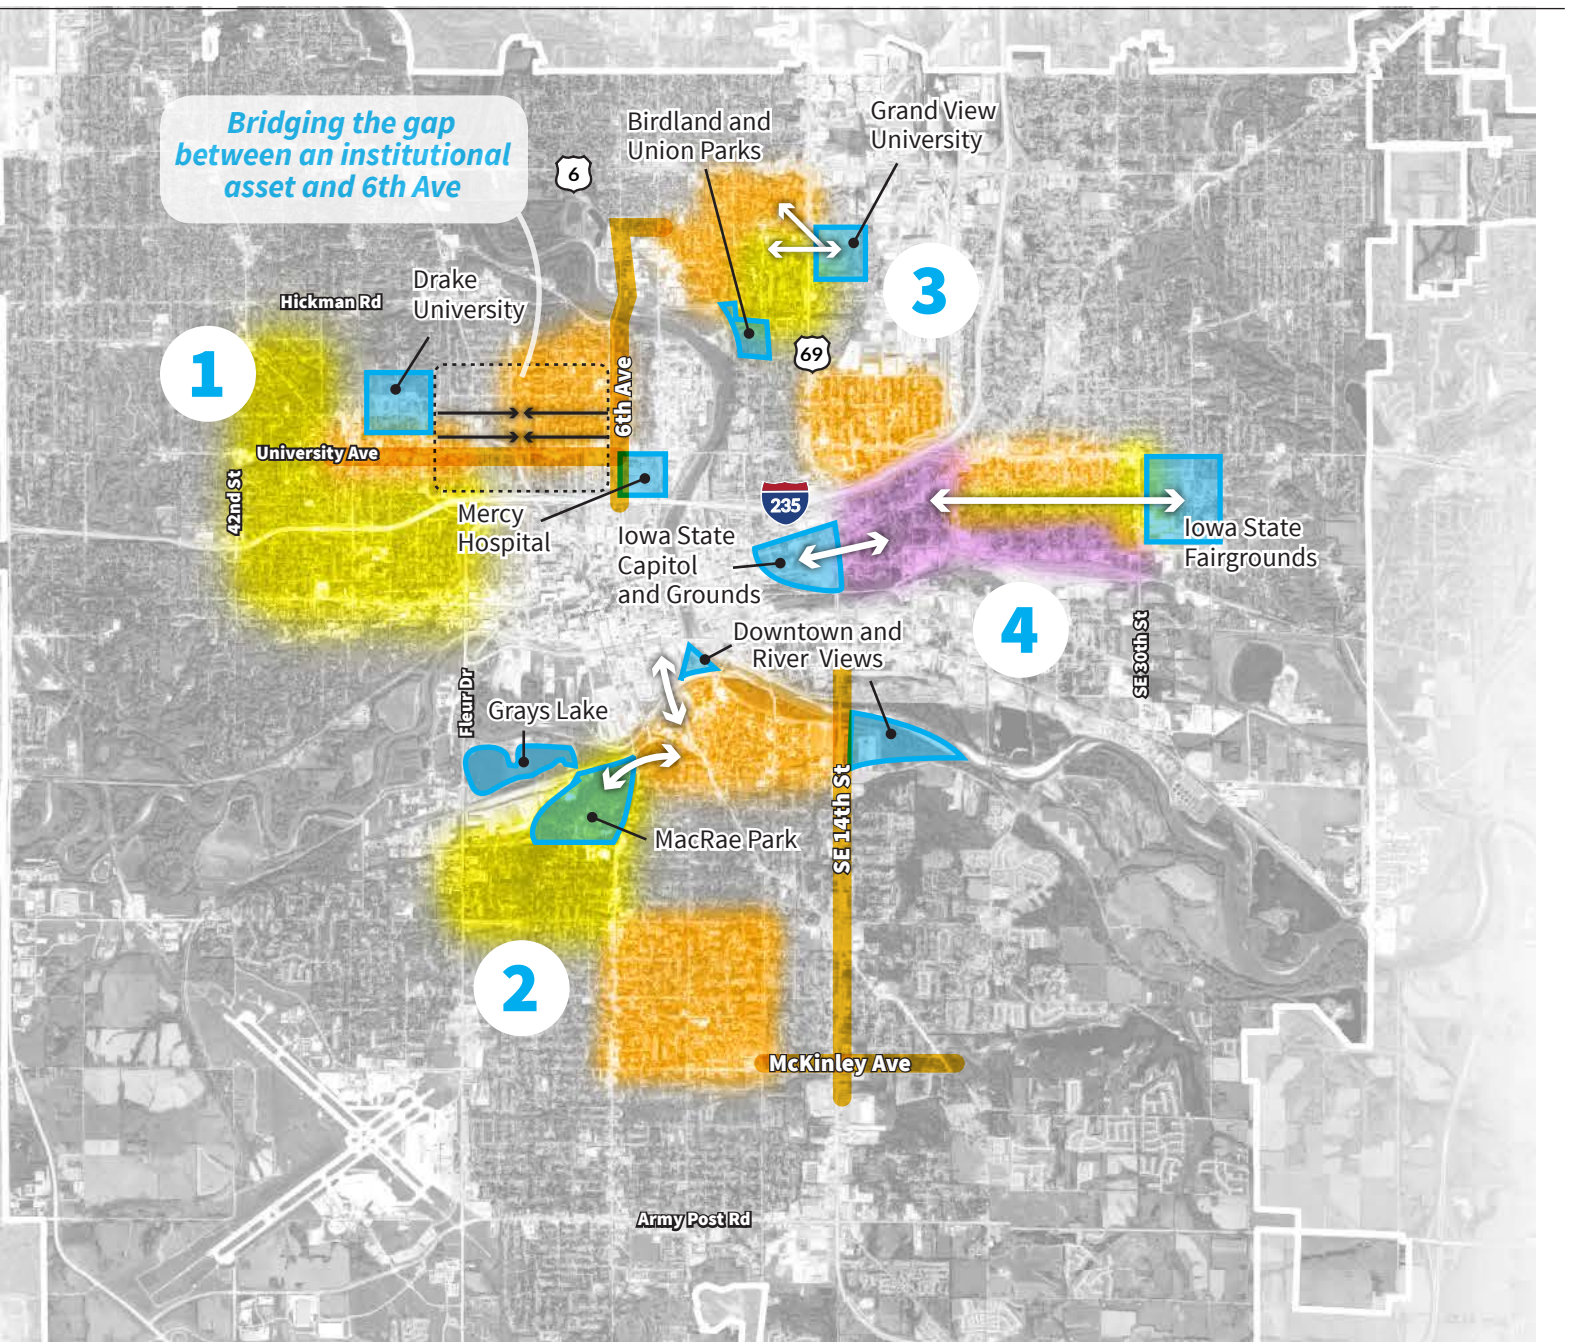 Bridging the gap
between an institutional
asset and 6th Ave
6
Birdland and
Union Parks
Grand View
University
3
Hickman Rd
Drake
University
1
69
6th Ave
University Ave
42nd St
Mercy
Hospital
235
Iowa State
Capitol
and Grounds
Iowa State
Fairgrounds
4
Downtown and
River Views
SE 30th St
Fleur Dr
Grays Lake
SE 14th St
MacRae Park
2
McKinley Ave
Army Post Rd